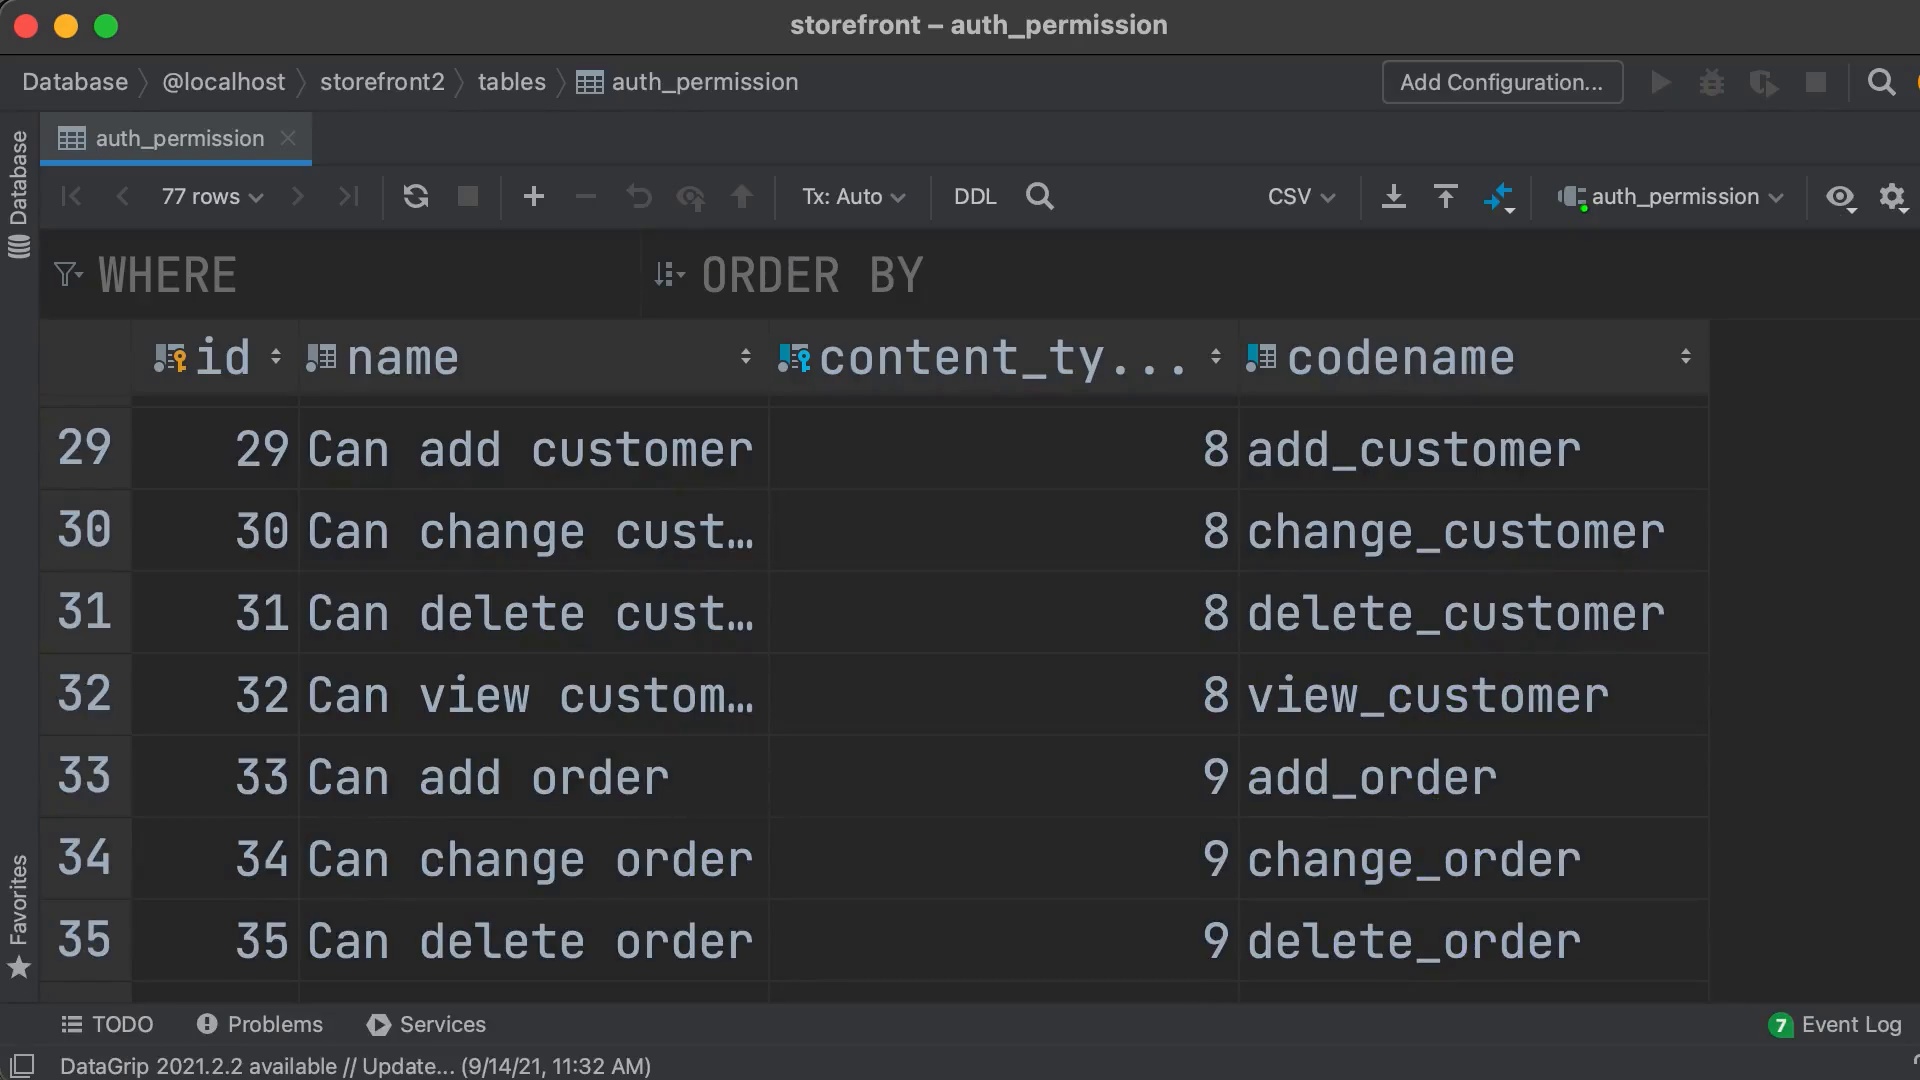 storefront – auth_permission
Database @localhost storefront2 tables auth_permission
Add Configuration...
auth_permission
77 rows Tx: Auto DDL CSV auth_permission
WHERE ORDER BY
id name content_ty... codename
29 29 Can add customer 8 add_customer
30 30 Can change cust… 8 change_customer
31 31 Can delete cust… 8 delete_customer
32 32 Can view custom… 8 view_customer
33 33 Can add order 9 add_order
34 34 Can change order 9 change_order
35 35 Can delete order 9 delete_order
Database
Favorites
TODO Problems Services 7 Event Log
DataGrip 2021.2.2 available // Update... (9/14/21, 11:32 AM)